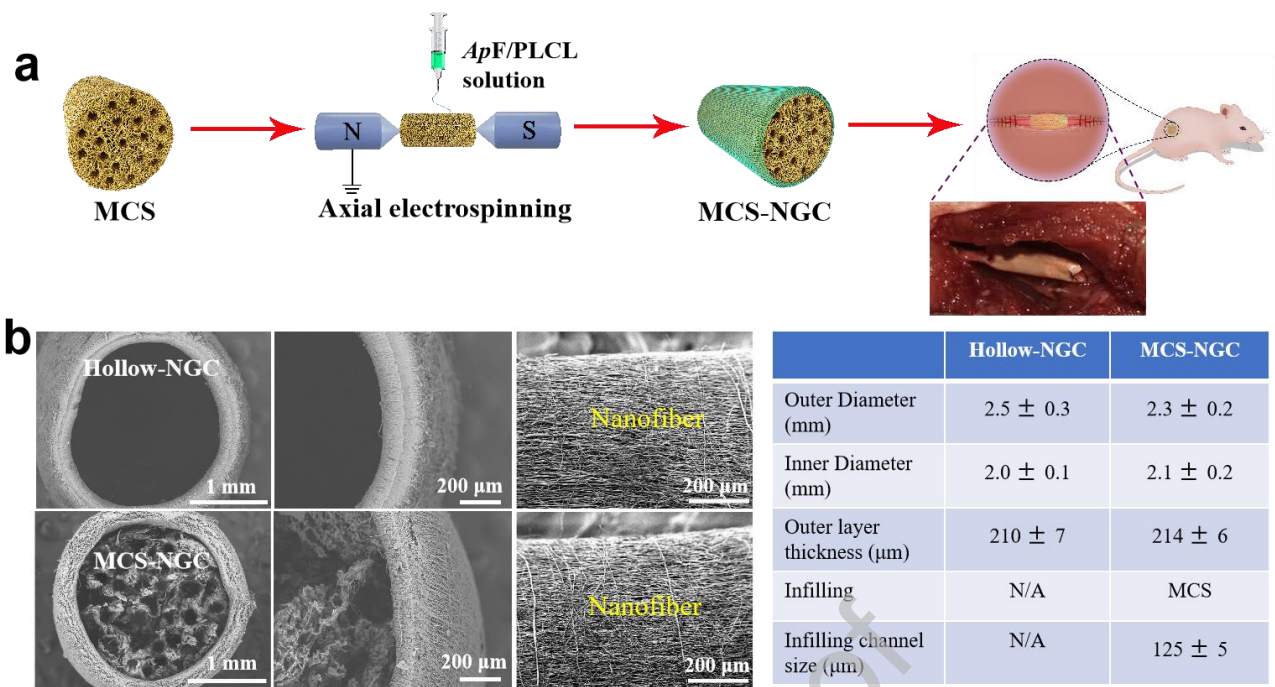 a
ApF/PLCL
solution
N
S
MCS
Axial electrospinning
MCS-NGC
b
Hollow-NGC
1 mm
200 µm
Nanofiber
200 µm
MCS-NGC
1 mm
200 µm
Nanofiber
200 µm
Hollow-NGC MCS-NGC
Outer Diameter
(mm)
2.5 ± 0.3 2.3 ± 0.2
Inner Diameter
(mm)
2.0 ± 0.1 2.1 ± 0.2
Outer layer
thickness (µm)
210 ± 7 214 ± 6
Infilling N/A MCS
Infilling channel
size (µm)
N/A 125 ± 5
of